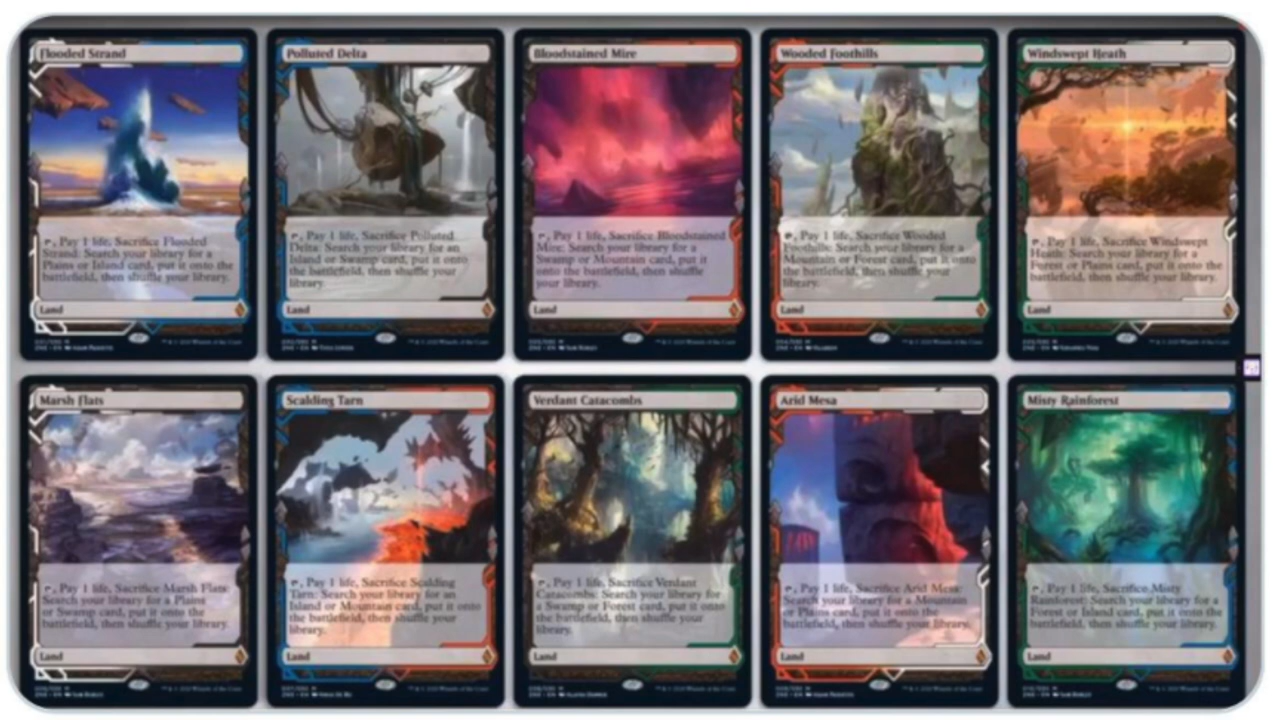 Flooded Strand
, Pay 1 life, Sacrifice Flooded
Strand: Search your library for a
Plains or Island card, put it onto the
battlefield, then shuffle your library.
Land
Polluted Delta
, Pay 1 life, Sacrifice Polluted
Delta: Search your library for an
Island or Swamp card, put it onto
the battlefield, then shuffle your
library.
Land
Bloodstained Mire
, Pay 1 life, Sacrifice Bloodstained
Mire: Search your library for a
Swamp or Mountain card, put it
onto the battlefield, then shuffle
your library.
Land
Wooded Foothills
, Pay 1 life, Sacrifice Wooded
Foothills: Search your library for a
Mountain or Forest card, put it onto
the battlefield, then shuffle your
library.
Land
Windswept Heath
, Pay 1 life, Sacrifice Windswept
Heath: Search your library for a
Forest or Plains card, put it onto the
battlefield, then shuffle your library.
Land
Marsh Flats
, Pay 1 life, Sacrifice Marsh Flats:
Search your library for a Plains
or Swamp card, put it onto the
battlefield, then shuffle your library.
Land
Scalding Tarn
, Pay 1 life, Sacrifice Scalding
Tarn: Search your library for an
Island or Mountain card, put it onto
the battlefield, then shuffle your
library.
Land
Verdant Catacombs
, Pay 1 life, Sacrifice Verdant
Catacombs: Search your library for
a Swamp or Forest card, put it onto
the battlefield, then shuffle your
library.
Land
Arid Mesa
, Pay 1 life, Sacrifice Arid Mesa:
Search your library for a Mountain
or Plains card, put it onto the
battlefield, then shuffle your library.
Land
Misty Rainforest
, Pay 1 life, Sacrifice Misty
Rainforest: Search your library for a
Forest or Island card, put it onto the
battlefield, then shuffle your library.
Land